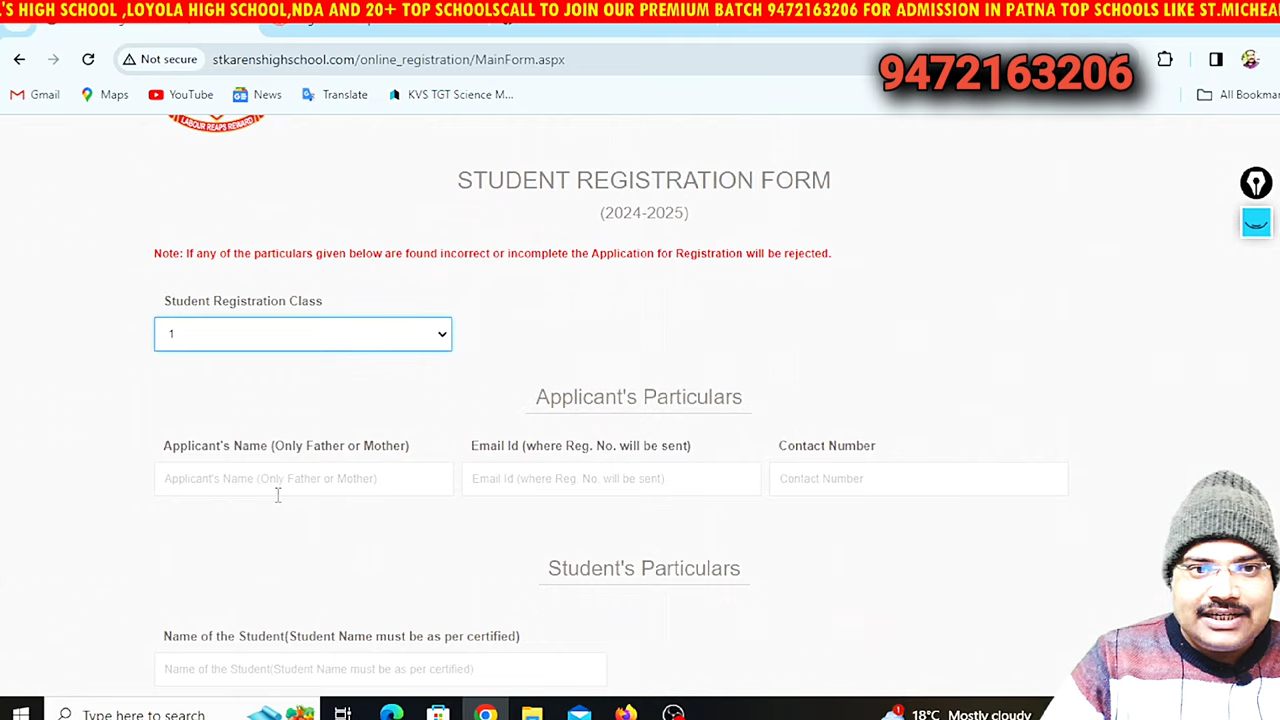 'S HIGH SCHOOL ,LOYOLA HIGH SCHOOL,NDA AND 20+ TOP SCHOOLSCALL TO JOIN OUR PREMIUM BATCH 9472163206 FOR ADMISSION IN PATNA TOP SCHOOLS LIKE ST.MICHEAL
Not secure stkarenshighschool.com/online_registration/MainForm.aspx
9472163206
Gmail Maps YouTube News Translate KVS TGT Science M... All Bookmar
LABOUR REAPS REWARD
STUDENT REGISTRATION FORM
(2024-2025)
Note: If any of the particulars given below are found incorrect or incomplete the Application for Registration will be rejected.
Student Registration Class
1
Applicant's Particulars
Applicant's Name (Only Father or Mother) Email Id (where Reg. No. will be sent) Contact Number
Applicant's Name (Only Father or Mother) Email Id (where Reg. No. will be sent) Contact Number
Student's Particulars
Name of the Student(Student Name must be as per certified)
Name of the Student(Student Name must be as per certified)
Type here to search 1 18°C Mostly cloudy